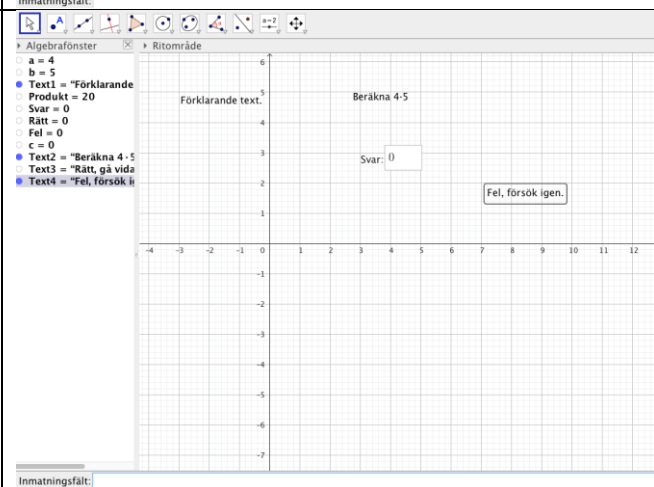 Inmatningsfält:
a=2
Algebrafönster
Ritområde
a = 4
b = 5
Text1 = "Förklarande
Produkt = 20
Svar = 0
Rätt = 0
Fel = 0
c = 0
Text2 = "Beräkna 4·5
Text3 = "Rätt, gå vida
Text4 = "Fel, försök i
Förklarande text.
Beräkna 4·5
Svar: 0
Fel, försök igen.
6
5
4
3
2
1
-4 -3 -2 -1 0 1 2 3 4 5 6 7 8 9 10 11 12
-1
-2
-3
-4
-5
-6
-7
Inmatningsfält: